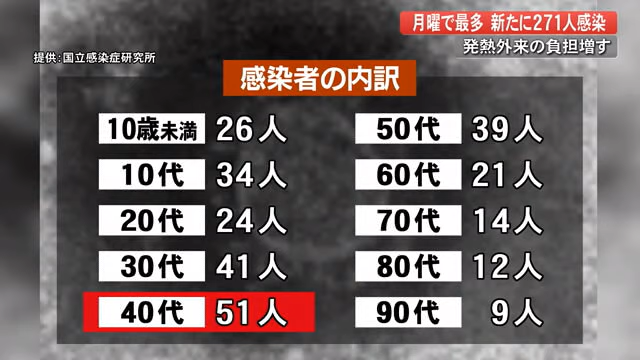 月曜で最多 新たに271人感染
発熱外来の負担増す
提供:国立感染症研究所
感染者の内訳
10歳未満 26人
10代 34人
20代 24人
30代 41人
40代 51人
50代 39人
60代 21人
70代 14人
80代 12人
90代 9人